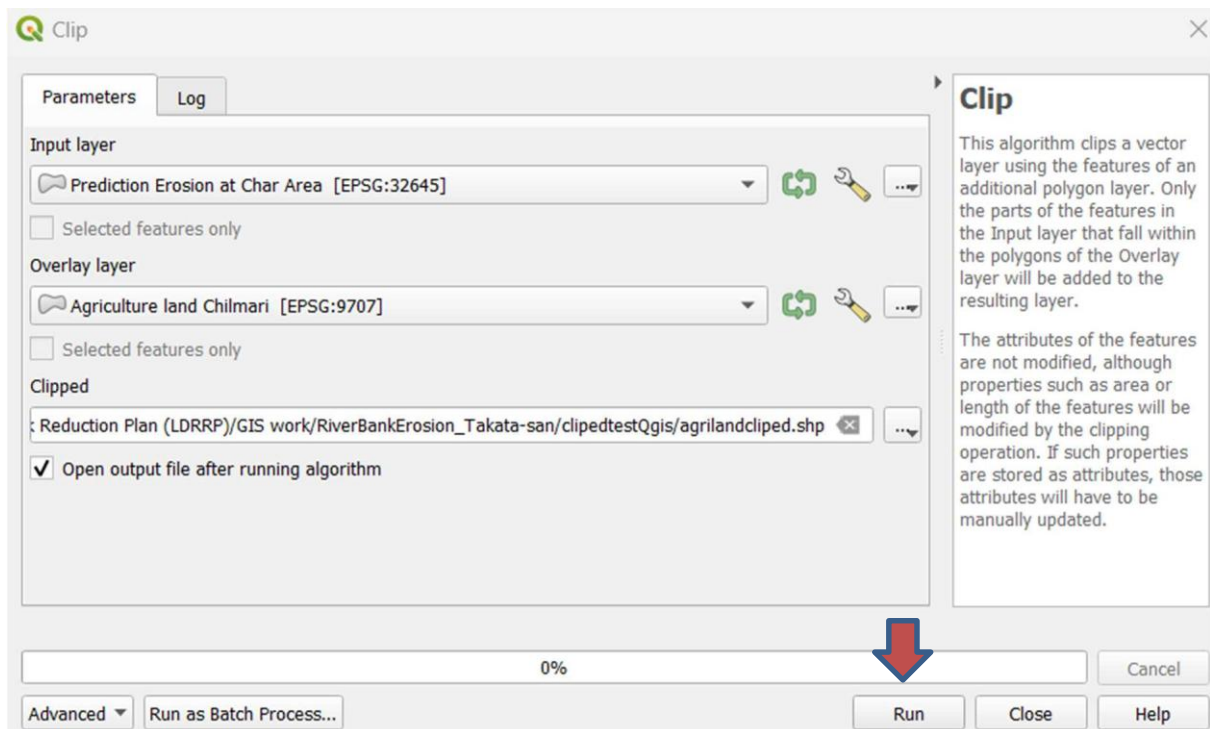 Clip
Parameters
Log
Input layer
Prediction Erosion at Char Area [EPSG:32645]
Selected features only
Overlay layer
Agriculture land Chilmari [EPSG:9707]
Selected features only
Clipped
Reduction Plan (LDRRP)/GIS work/RiverBankErosion_Takata-san/clipedtestQgis/agrilandcliped.shp
Open output file after running algorithm
Clip
This algorithm clips a vector
layer using the features of an
additional polygon layer. Only
the parts of the features in
the Input layer that fall within
the polygons of the Overlay
layer will be added to the
resulting layer.
The attributes of the features
are not modified, although
properties such as area or
length of the features will be
modified by the clipping
operation. If such properties
are stored as attributes, those
attributes will have to be
manually updated.
0%
Cancel
Advanced
Run as Batch Process...
Run
Close
Help